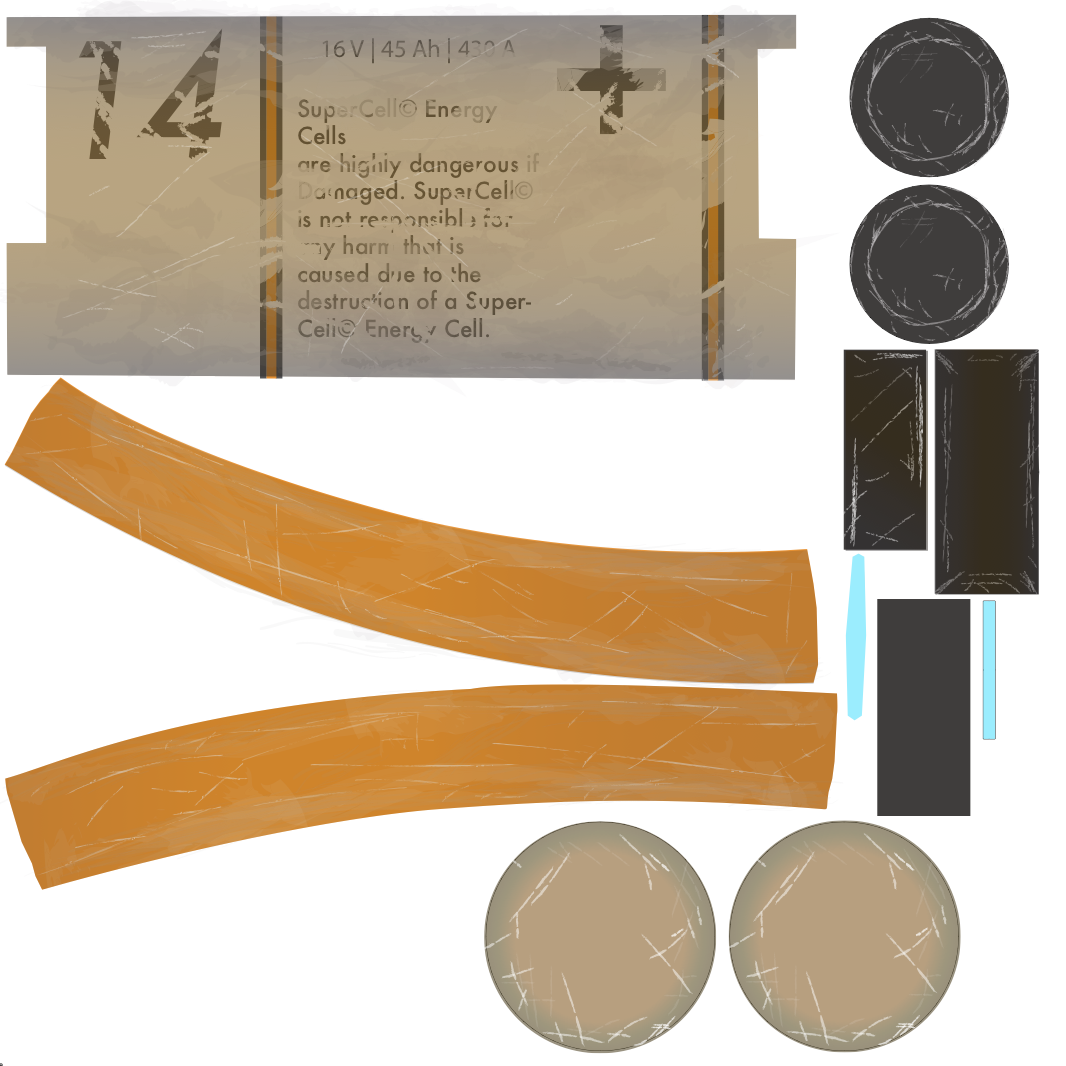 14
16 V | 45 Ah | 430 A
+
SuperCell© Energy
Cells
are highly dangerous if
Damaged. SuperCell©
is not responsible for
any harm that is
caused due to the
destruction of a Super-
Cell© Energy Cell.